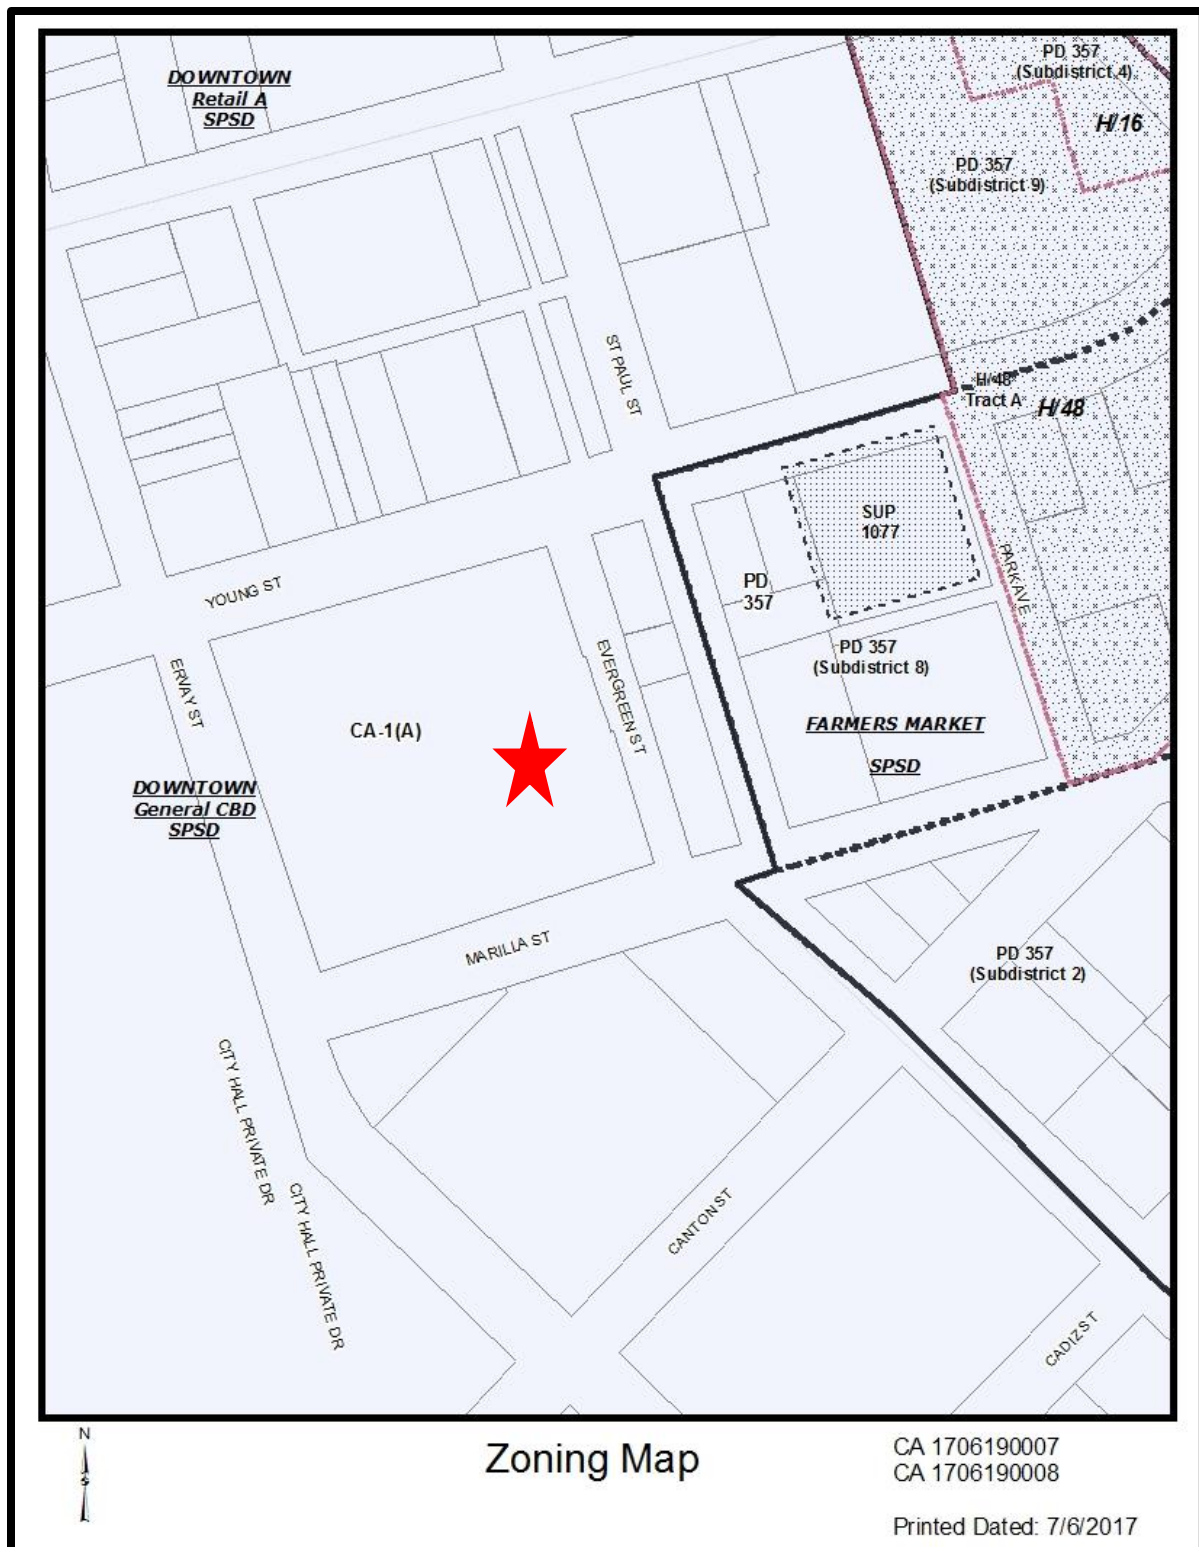 DOWNTOWN
Retail A
SPSD
PD 357
(Subdistrict 4)
H/16
PD 357
(Subdistrict 9)
ST PAUL ST
H/48
Tract A
H/48
SUP
1077
PD
357
PARK AVE
YOUNG ST
ERVAY ST
EVERGREEN ST
PD 357
(Subdistrict 8)
CA-1(A)
FARMERS MARKET
SPSD
DOWNTOWN
General CBD
SPSD
MARILLA ST
PD 357
(Subdistrict 2)
CITY HALL PRIVATE DR
CITY HALL PRIVATE DR
CANTON ST
CADIZ ST
N
S
Zoning Map
CA 1706190007
CA 1706190008
Printed Dated: 7/6/2017